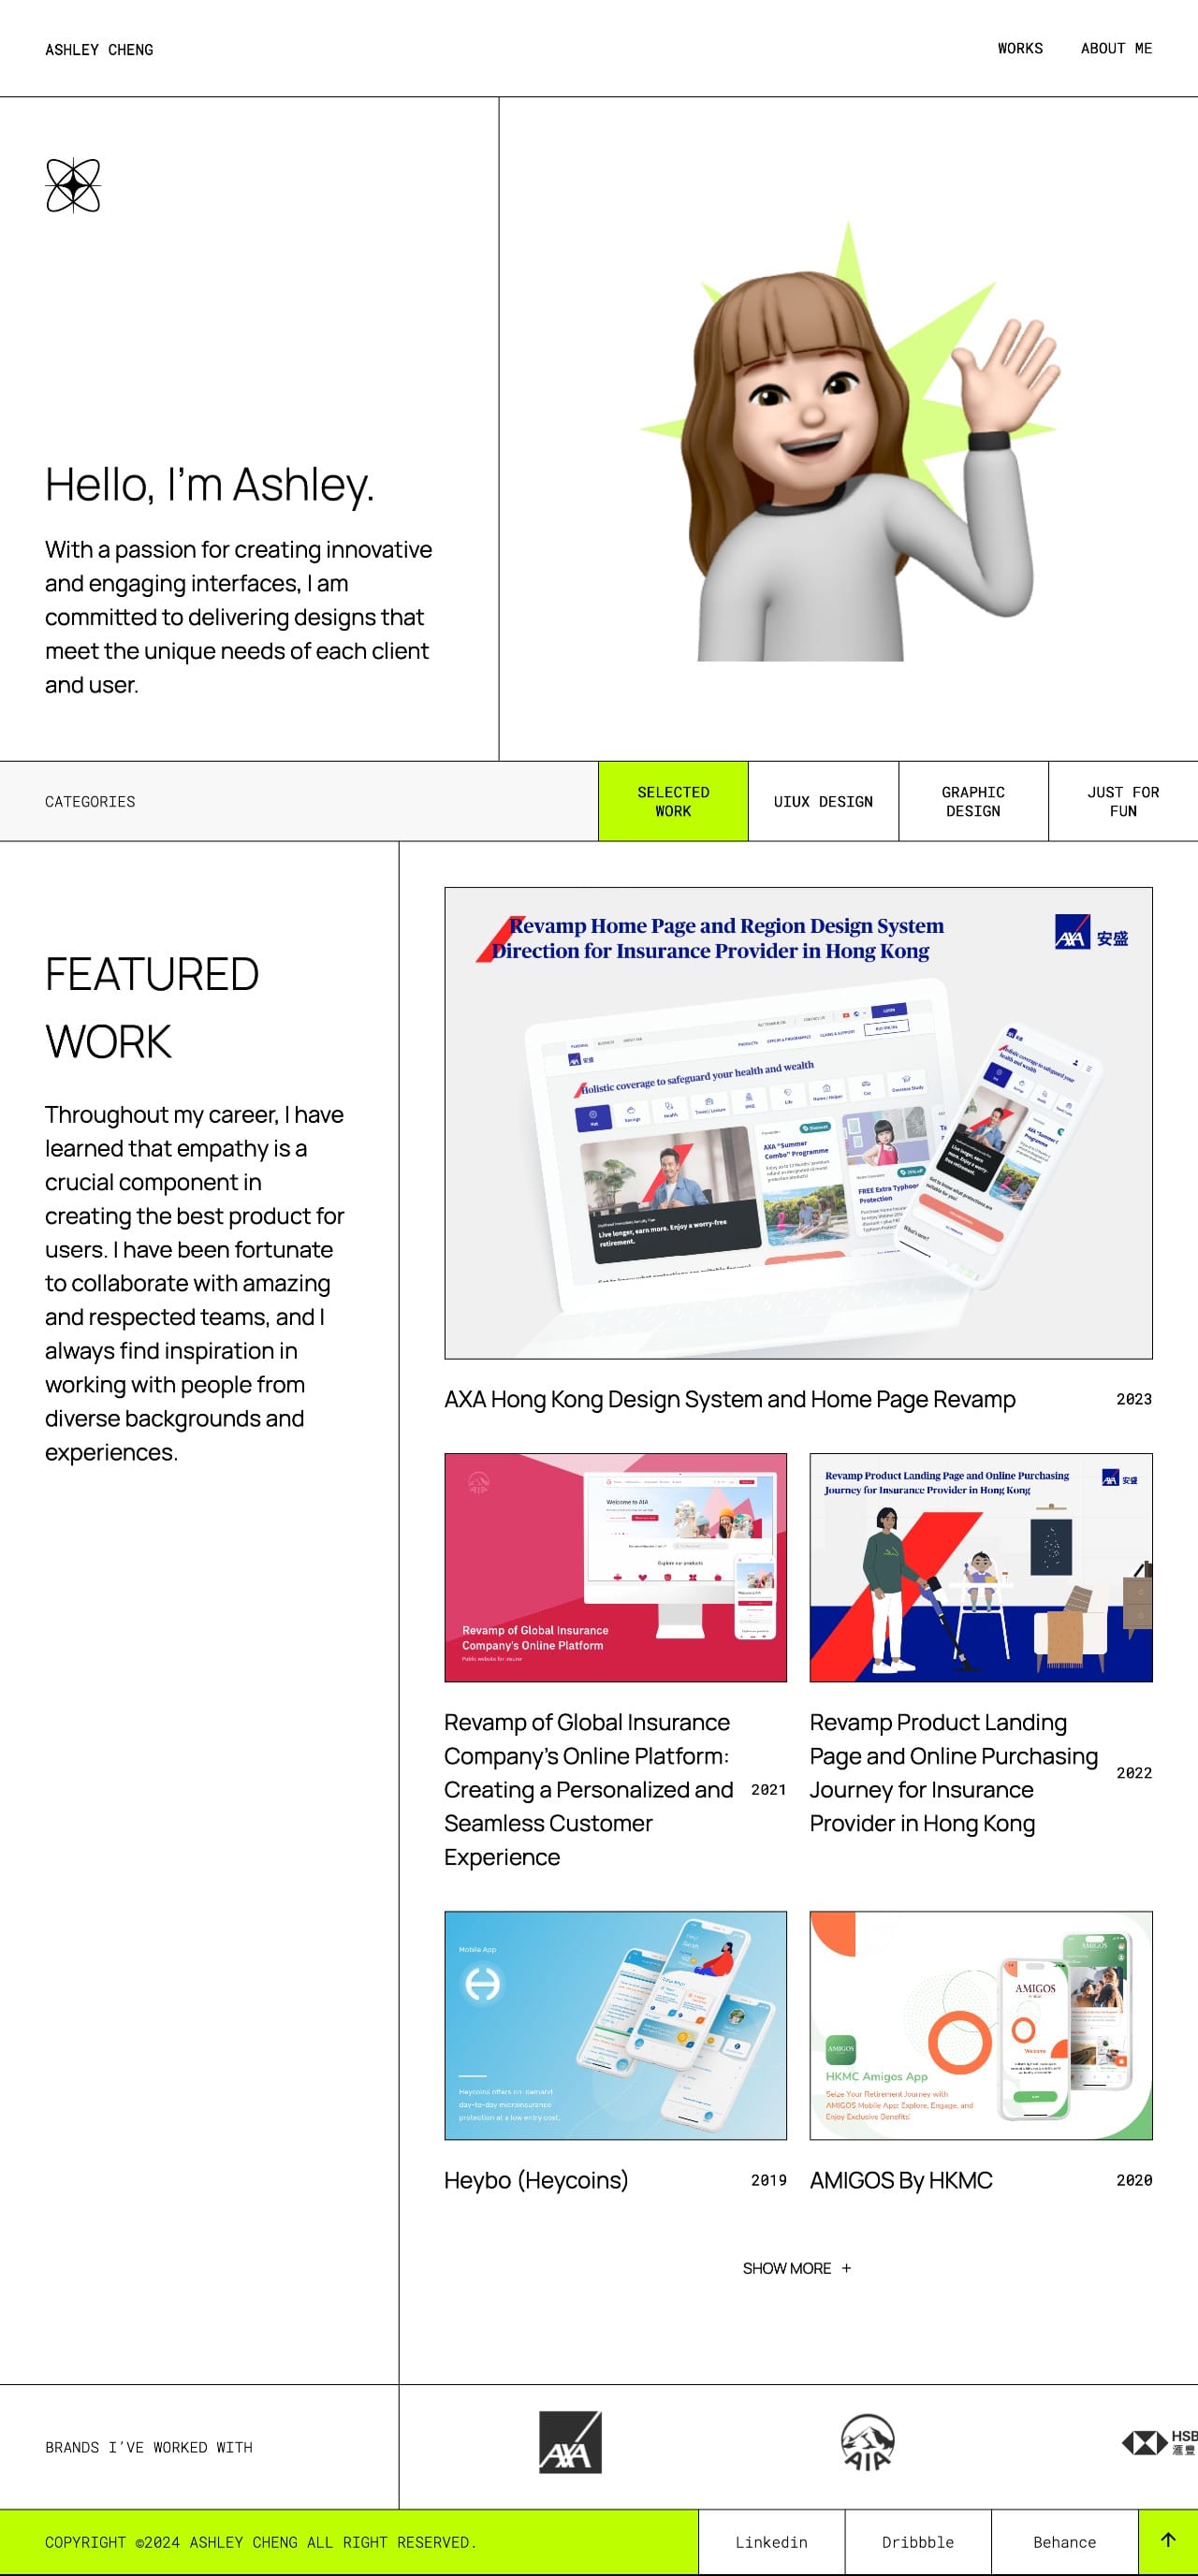 ASHLEY CHENG
WORKS
ABOUT ME
Hello, I'm Ashley.
With a passion for creating innovative
and engaging interfaces, I am
committed to delivering designs that
meet the unique needs of each client
and user.
CATEGORIES
SELECTED
WORK
UIUX DESIGN
GRAPHIC
DESIGN
JUST FOR
FUN
FEATURED
WORK
Throughout my career, I have
learned that empathy is a
crucial component in
creating the best product for
users. I have been fortunate
to collaborate with amazing
and respected teams, and I
always find inspiration in
working with people from
diverse backgrounds and
experiences.
Revamp Home Page and Region Design System
Direction for Insurance Provider in Hong Kong
AXA 安盛
Holistic coverage to safeguard your health and wealth
AXA "Summer
Combo" Programme
FREE Extra Typhoon
Protection
Live longer, earn more. Enjoy a worry-free
retirement.
AXA Hong Kong Design System and Home Page Revamp
2023
AIA
Welcome to AIA
Explore our products
Revamp of Global Insurance
Company's Online Platform
Public website for insurer
Revamp Product Landing Page and Online Purchasing
Journey for Insurance Provider in Hong Kong
AXA 安盛
Revamp of Global Insurance
Company's Online Platform:
Creating a Personalized and
Seamless Customer
Experience
2021
Revamp Product Landing
Page and Online Purchasing
Journey for Insurance
Provider in Hong Kong
2022
Mobile App
Heycoins offers on-demand
day-to-day microinsurance
protection at a low entry cost.
AMIGOS
AMIGOS
Welcome
AMIGOS
HKMC Amigos App
Seize Your Retirement Journey with
AMIGOS Mobile App: Explore, Engage, and
Enjoy Exclusive Benefits!
Heybo (Heycoins)
2019
AMIGOS By HKMC
2020
SHOW MORE +
BRANDS I'VE WORKED WITH
AXA
AIA
HSB
滙豐
COPYRIGHT ©2024 ASHLEY CHENG ALL RIGHT RESERVED.
Linkedin
Dribbble
Behance